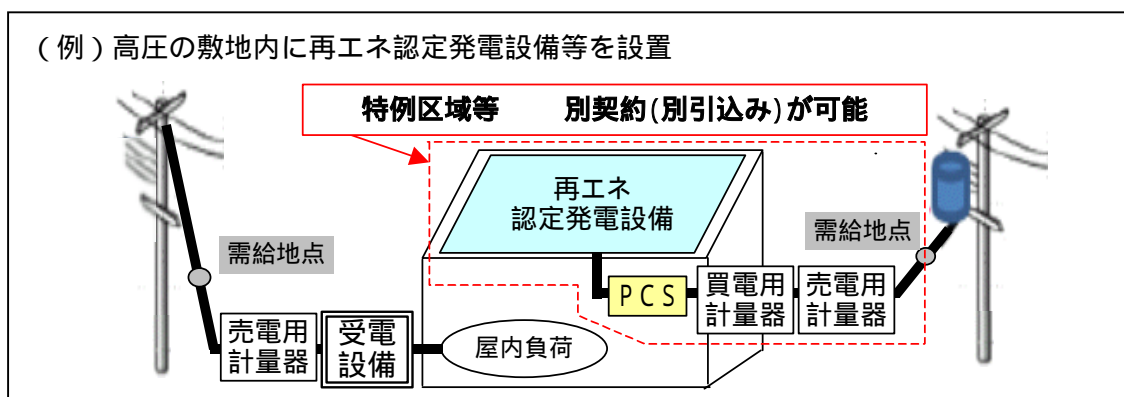 (例)高圧の敷地内に再エネ認定発電設備等を設置
特例区域等　　別契約(別引込み)が可能
再エネ
認定発電設備
需給地点
需給地点
PCS
買電用
計量器
売電用
計量器
売電用
計量器
受電
設備
屋内負荷